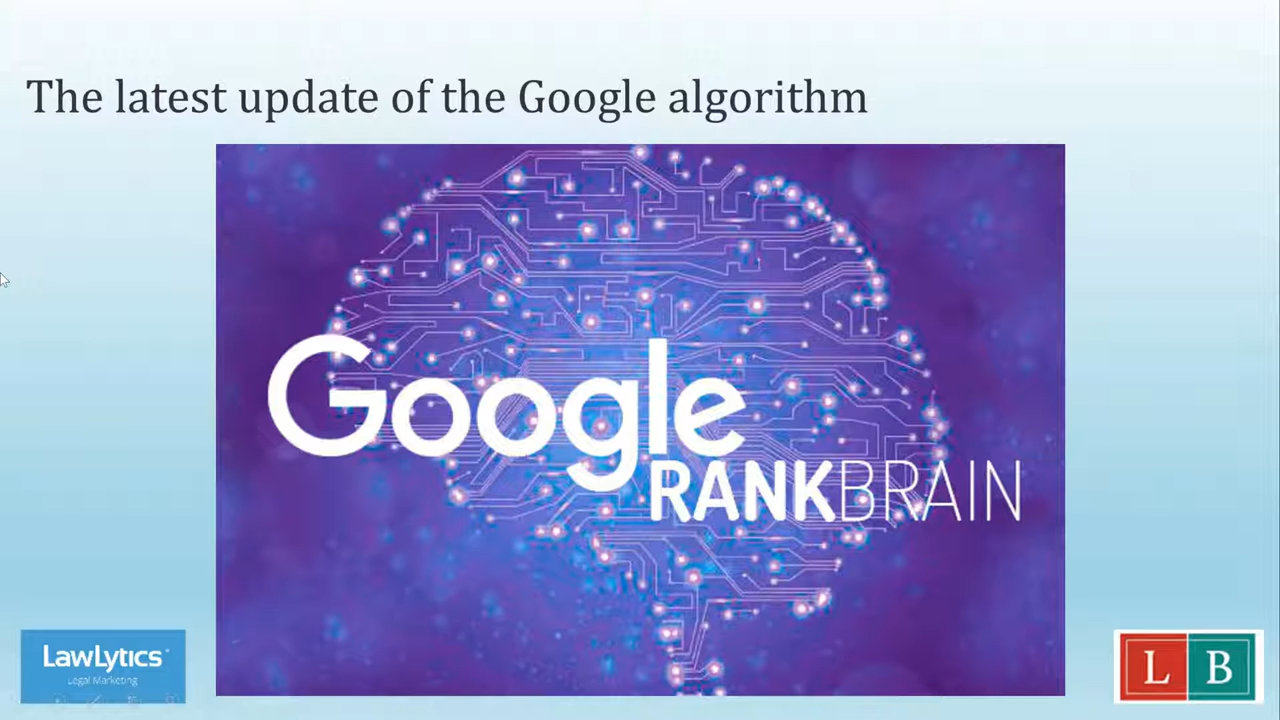 The latest update of the Google algorithm
Google
RANKBRAIN
LAWLYTICS
Legal Marketing
L B